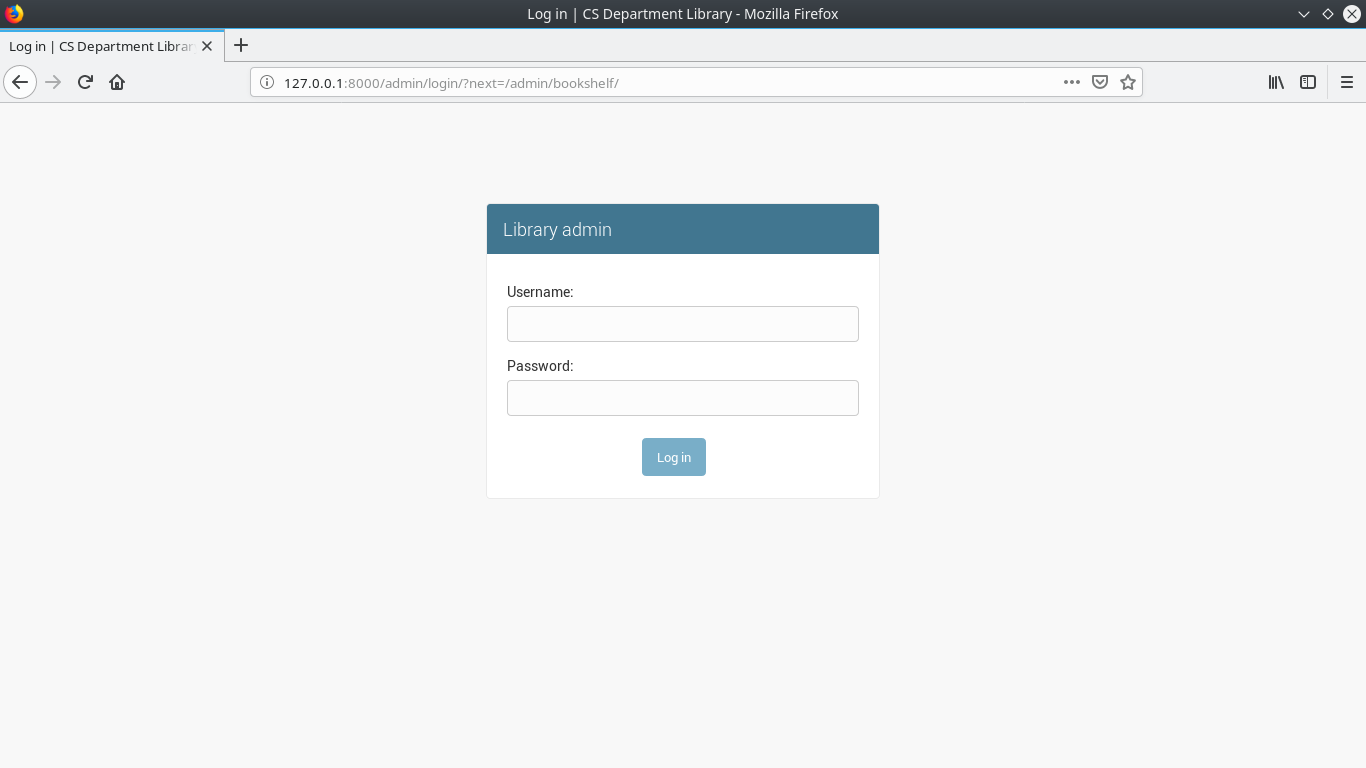 Log in | CS Department Library - Mozilla Firefox
Log in | CS Department Librar
127.0.0.1:8000/admin/login/?next=/admin/bookshelf/
Library admin
Username:
Password:
Log in